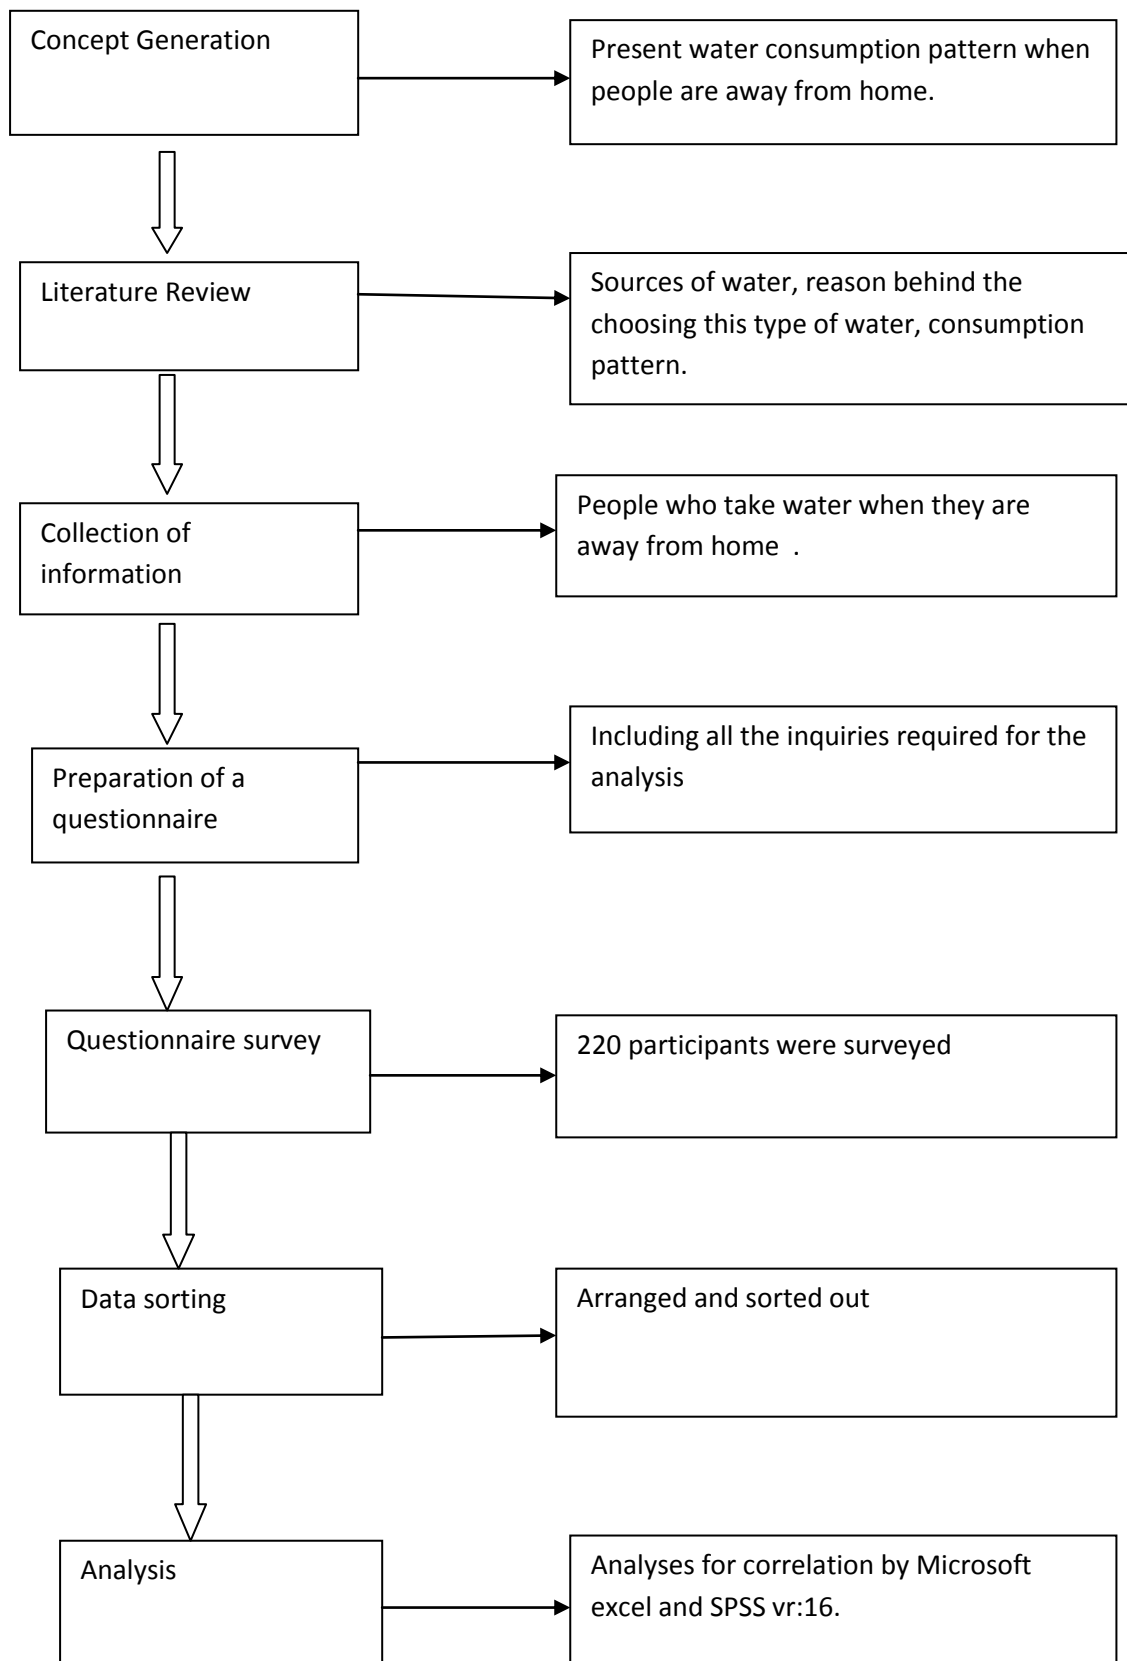 Concept Generation
Present water consumption pattern when
people are away from home.
Literature Review
Sources of water, reason behind the
choosing this type of water, consumption
pattern.
Collection of
information
People who take water when they are
away from home  .
Preparation of a
questionnaire
Including all the inquiries required for the
analysis
Questionnaire survey
220 participants were surveyed
Data sorting
Arranged and sorted out
Analysis
Analyses for correlation by Microsoft
excel and SPSS vr:16.